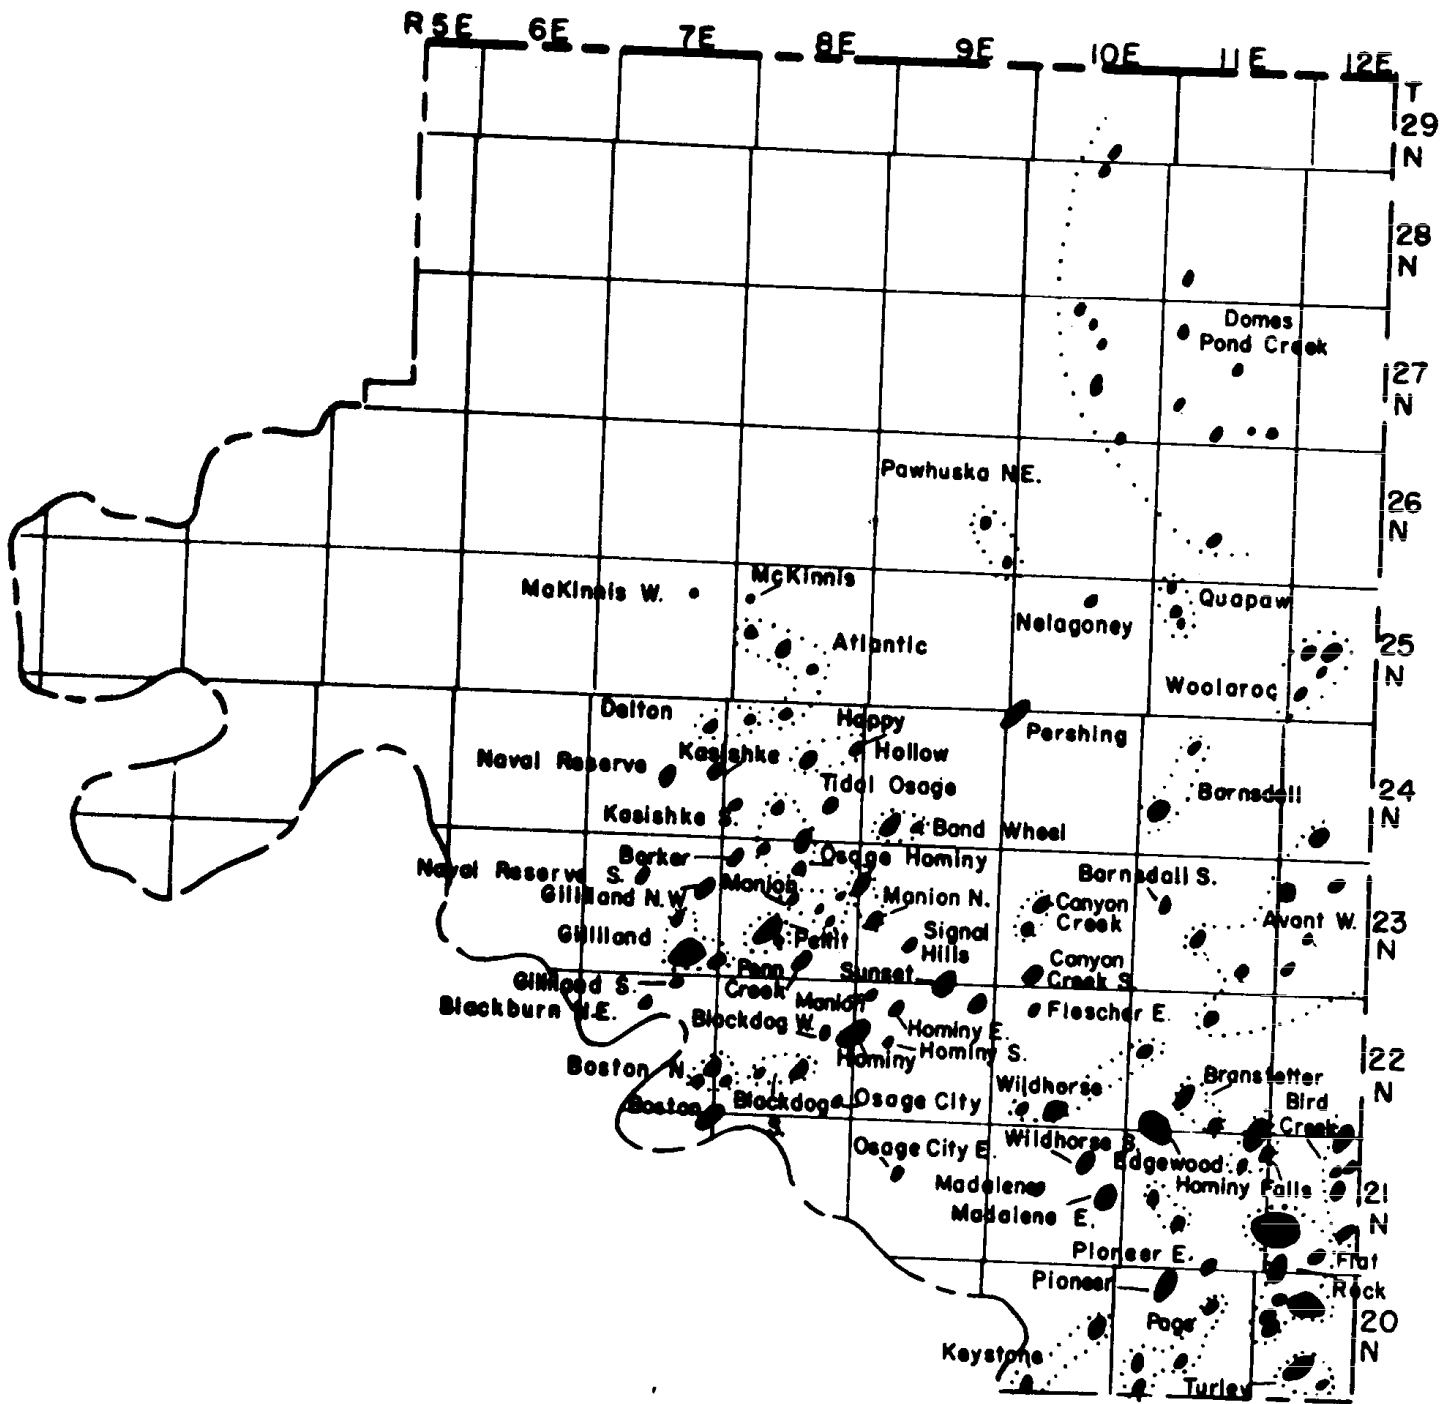 R 5E 6E 7E 8E 9E 10E 11E 12E
T
29
N
28
N
Domes
Pond Creek
27
N
Pawhuska N.E.
26
N
McKinnis
McKinnis W.
Quapaw
Nelagoney
Atlantic
25
N
Woolaroc
Dalton
Happy
Hollow
Pershing
Kasishke
Naval Reserve
Tidal Osage
Barnsdall
24
N
Kasishke S.
Band Wheel
Barker
Osage Hominy
Naval Reserve S.
Manion
Barnsdall S.
Gilliland N.W.
Manion N.
Canyon
Creek
Avant W.
23
N
Gilliland
Pettit
Signal
Hills
Penn
Creek
Sunset
Canyon
Creek S.
Gilliland S.
Manion
Blackburn N.E.
Flescher E.
Blackdog W.
Hominy E.
Hominy
Hominy S.
22
N
Boston N.
Wildhorse
Branstetter
Boston
Blackdog
Osage City
Bird
Creek
Osage City E.
Wildhorse S.
Edgewood
Hominy Falls
Madalene
21
N
Madalene E.
Pioneer E.
Flat
Rock
Pioneer
Page
20
N
Keystone
Turley